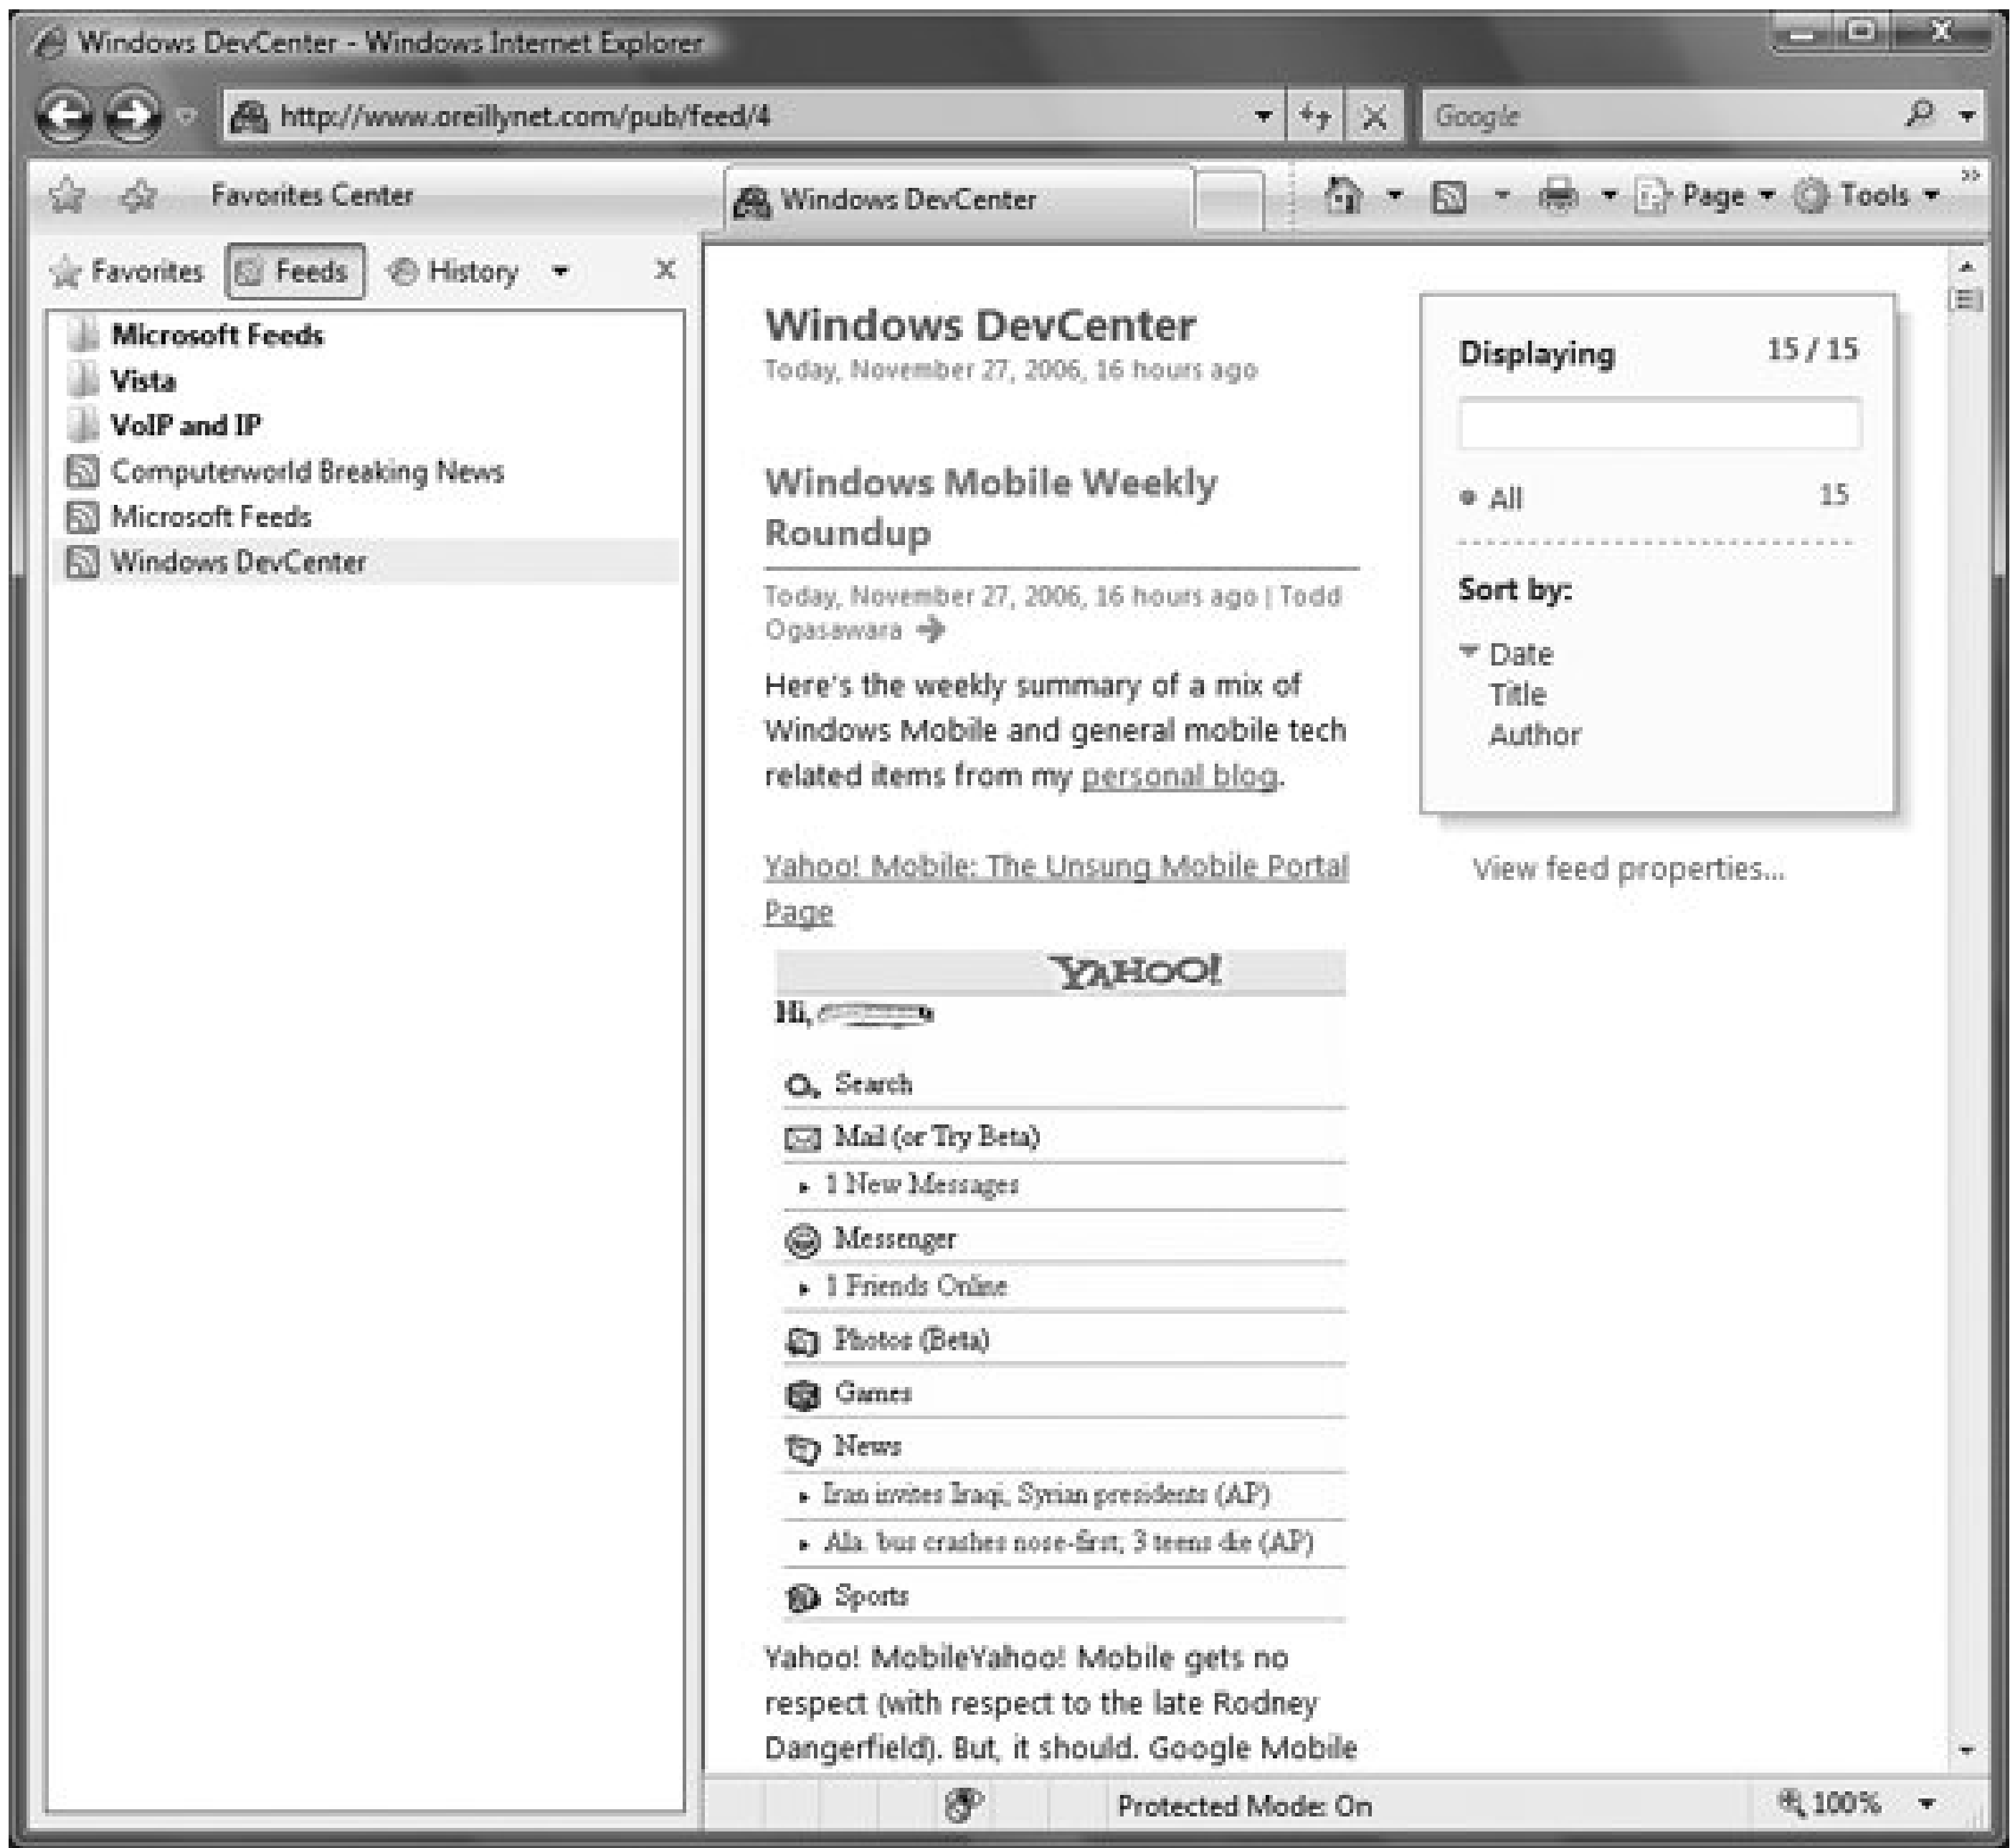 Windows DevCenter - Windows Internet Explorer
http://www.oreillynet.com/pub/feed/4
Google
Favorites Center
Windows DevCenter
Page
Tools
Favorites
Feeds
History
Microsoft Feeds
Vista
VoIP and IP
Computerworld Breaking News
Microsoft Feeds
Windows DevCenter
Windows DevCenter
Today, November 27, 2006, 16 hours ago
Windows Mobile Weekly
Roundup
Today, November 27, 2006, 16 hours ago | Todd
Ogasawara
Here's the weekly summary of a mix of
Windows Mobile and general mobile tech
related items from my personal blog.
Yahoo! Mobile: The Unsung Mobile Portal
Page
YAHOO!
Hi,
Search
Mail (or Try Beta)
1 New Messages
Messenger
1 Friends Online
Photos (Beta)
Games
News
Iran invites Iraqi, Syrian presidents (AP)
Ala. bus crashes nose-first; 3 teens die (AP)
Sports
Yahoo! MobileYahoo! Mobile gets no
respect (with respect to the late Rodney
Dangerfield). But, it should. Google Mobile
Displaying 15 / 15
All 15
Sort by:
Date
Title
Author
View feed properties...
Protected Mode: On
100%